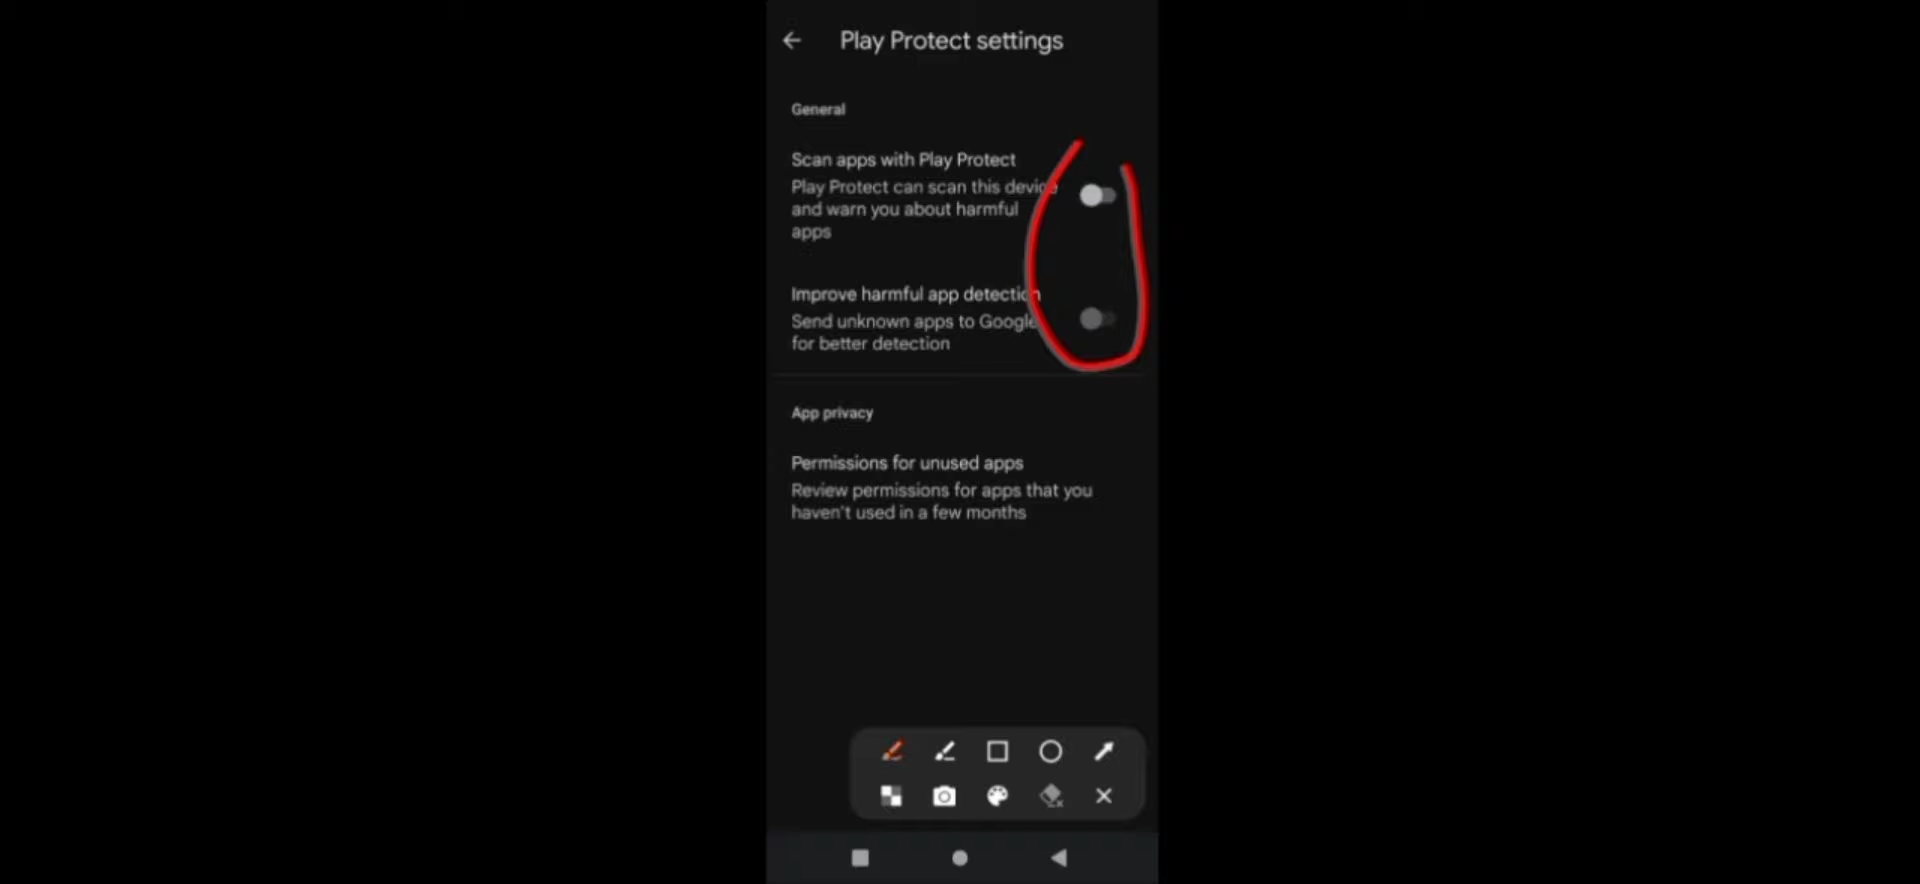 Play Protect settings
General
Scan apps with Play Protect
Play Protect can scan this device
and warn you about harmful
apps
Improve harmful app detection
Send unknown apps to Google
for better detection
App privacy
Permissions for unused apps
Review permissions for apps that you
haven't used in a few months